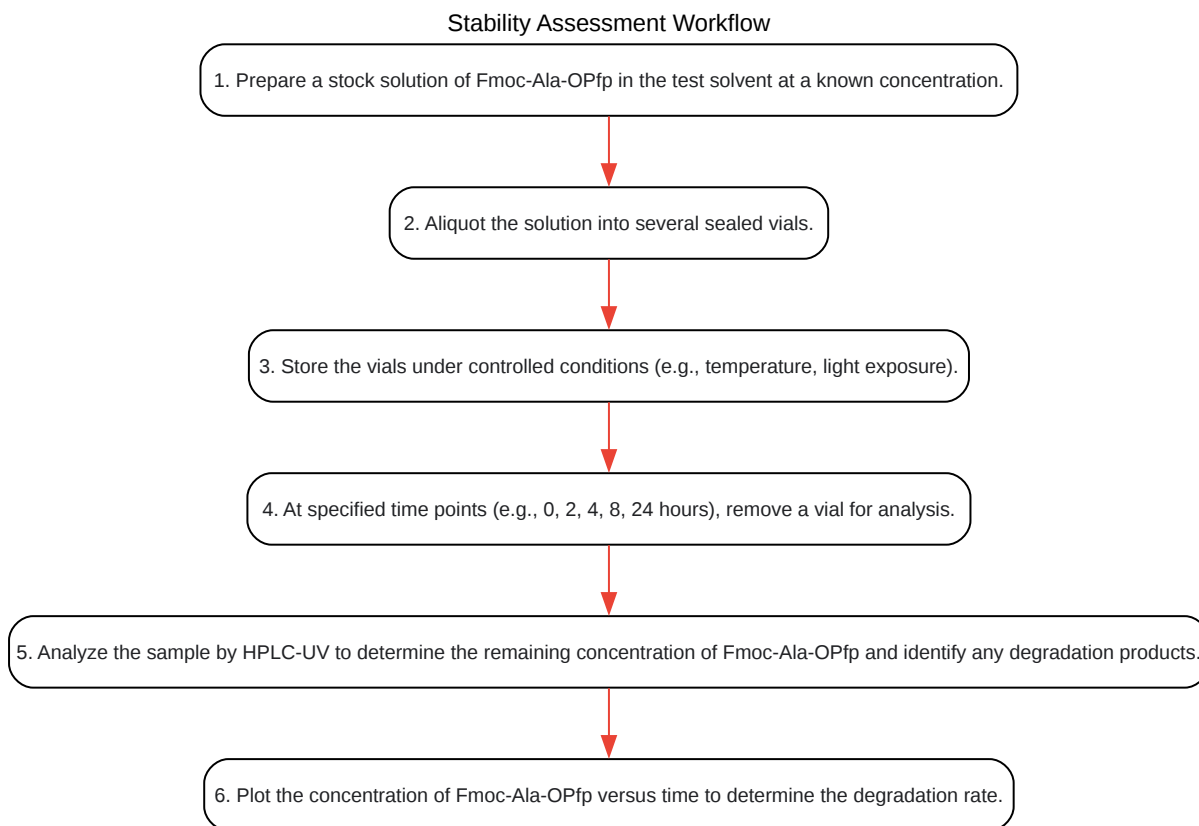 Stability Assessment Workflow
1. Prepare a stock solution of Fmoc-Ala-OPfp in the test solvent at a known concentration.
2. Aliquot the solution into several sealed vials.
3. Store the vials under controlled conditions (e.g., temperature, light exposure).
4. At specified time points (e.g., 0, 2, 4, 8, 24 hours), remove a vial for analysis.
5. Analyze the sample by HPLC-UV to determine the remaining concentration of Fmoc-Ala-OPfp and identify any degradation products.
6. Plot the concentration of Fmoc-Ala-OPfp versus time to determine the degradation rate.